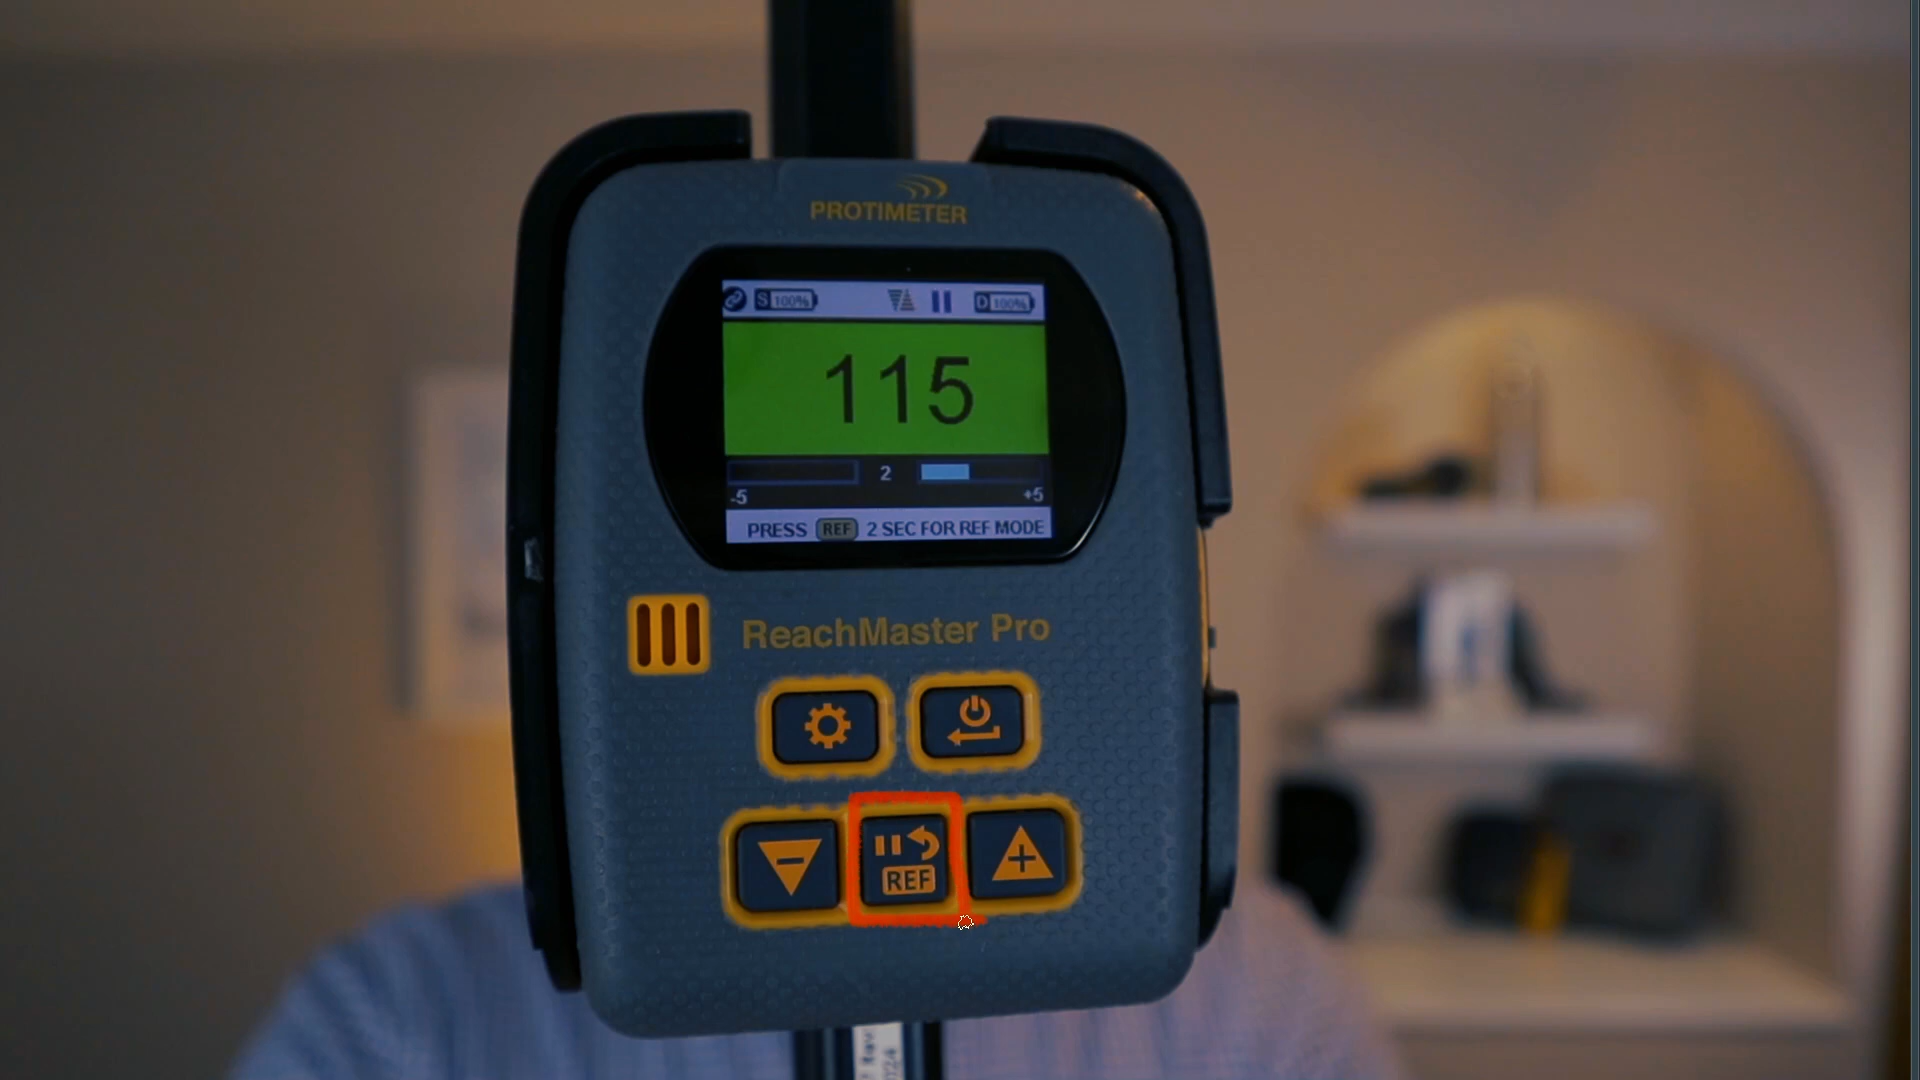 PROTIMETER
S 100% D 100%
115
2
-5 +5
PRESS REF 2 SEC FOR REF MODE
ReachMaster Pro
REF